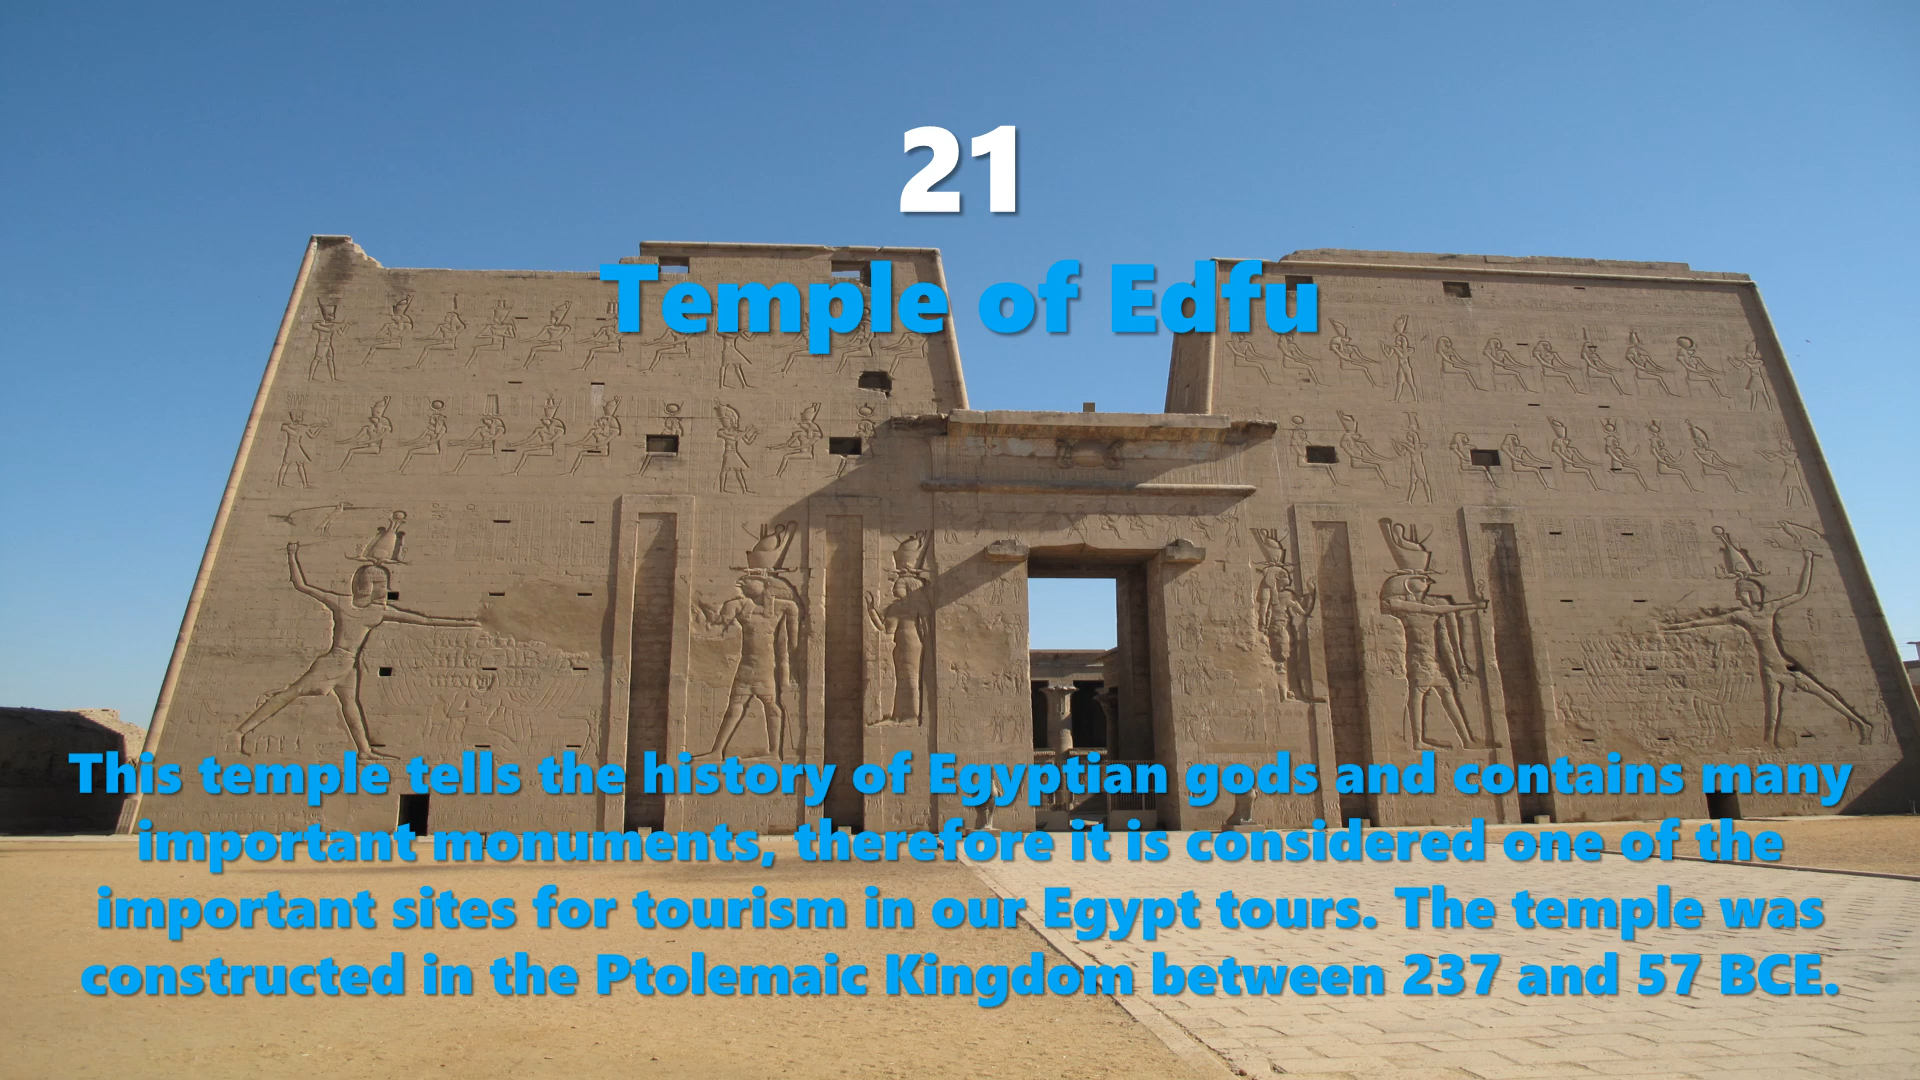 21
Temple of Edfu
This temple tells the history of Egyptian gods and contains many
important monuments, therefore it is considered one of the
important sites for tourism in our Egypt tours. The temple was
constructed in the Ptolemaic Kingdom between 237 and 57 BCE.